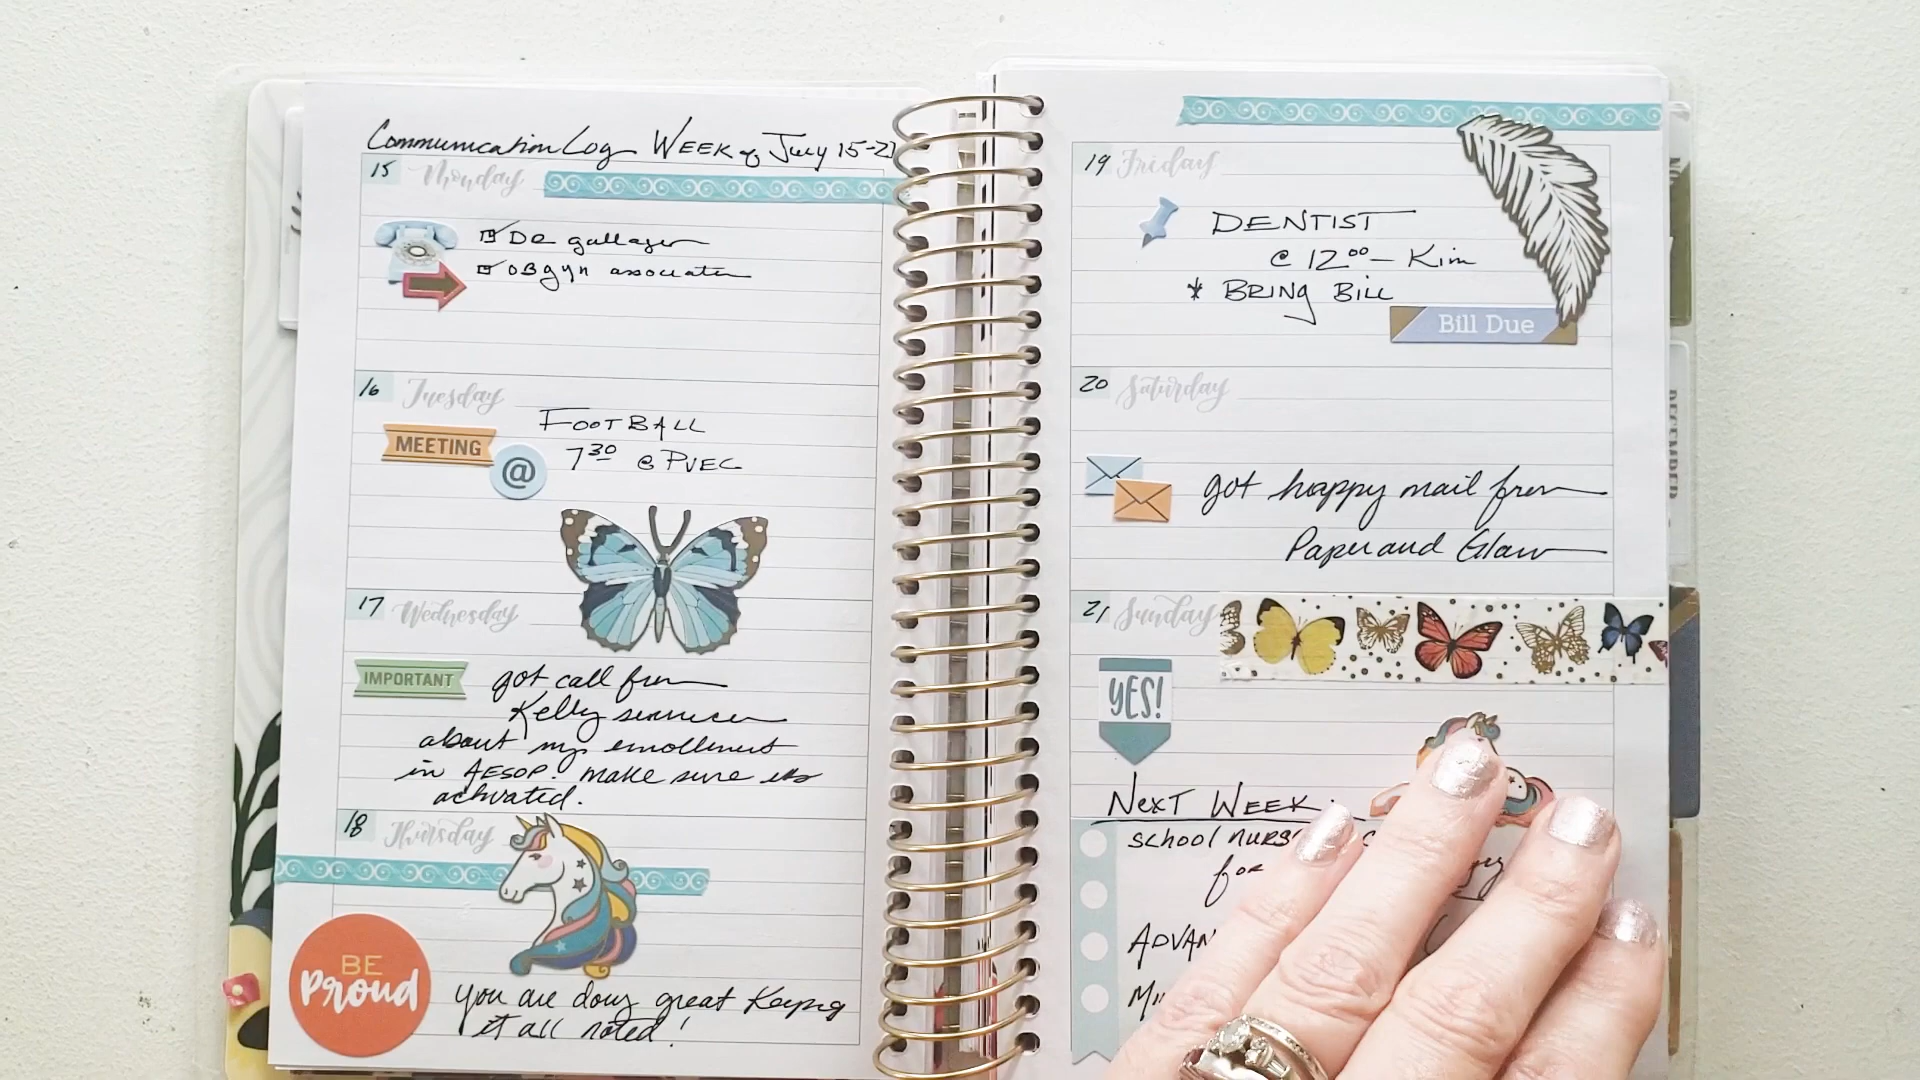 Communication Log WEEK of July 15-21
15 Monday
DR gallager
OBgyn associates
16 Tuesday
FOOTBALL
MEETING @ 7 30 @ PVEC
17 Wednesday
IMPORTANT got call from
Kelly services
about my enrollment
in AESOP. make sure its
activated.
18 Thursday
BE
Proud
you are doing great Keeping
it all noted!
19 Friday
DENTIST
@ 12 00 - Kim
* BRING BILL
Bill Due
20 Saturday
got happy mail from
Paper and Glam
21 Sunday
YES!
NEXT WEEK:
SCHOOL
for
DECEMBER